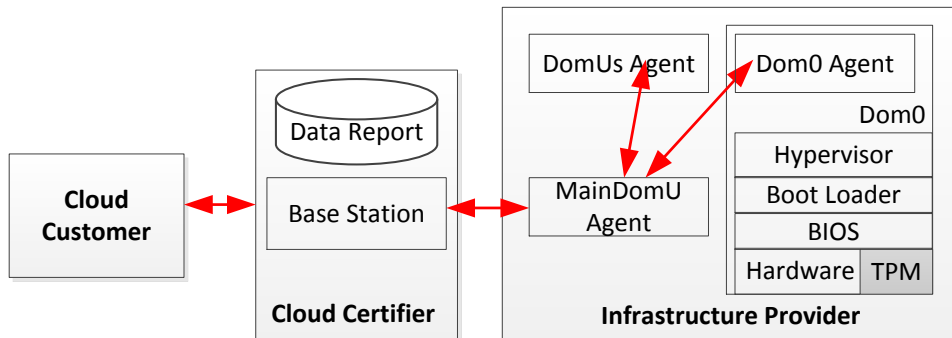 Cloud
Customer
Data Report
Base Station
Cloud Certifier
DomUs Agent
MainDomU
Agent
Dom0 Agent
Dom0
Hypervisor
Boot Loader
BIOS
Hardware
TPM
Infrastructure Provider